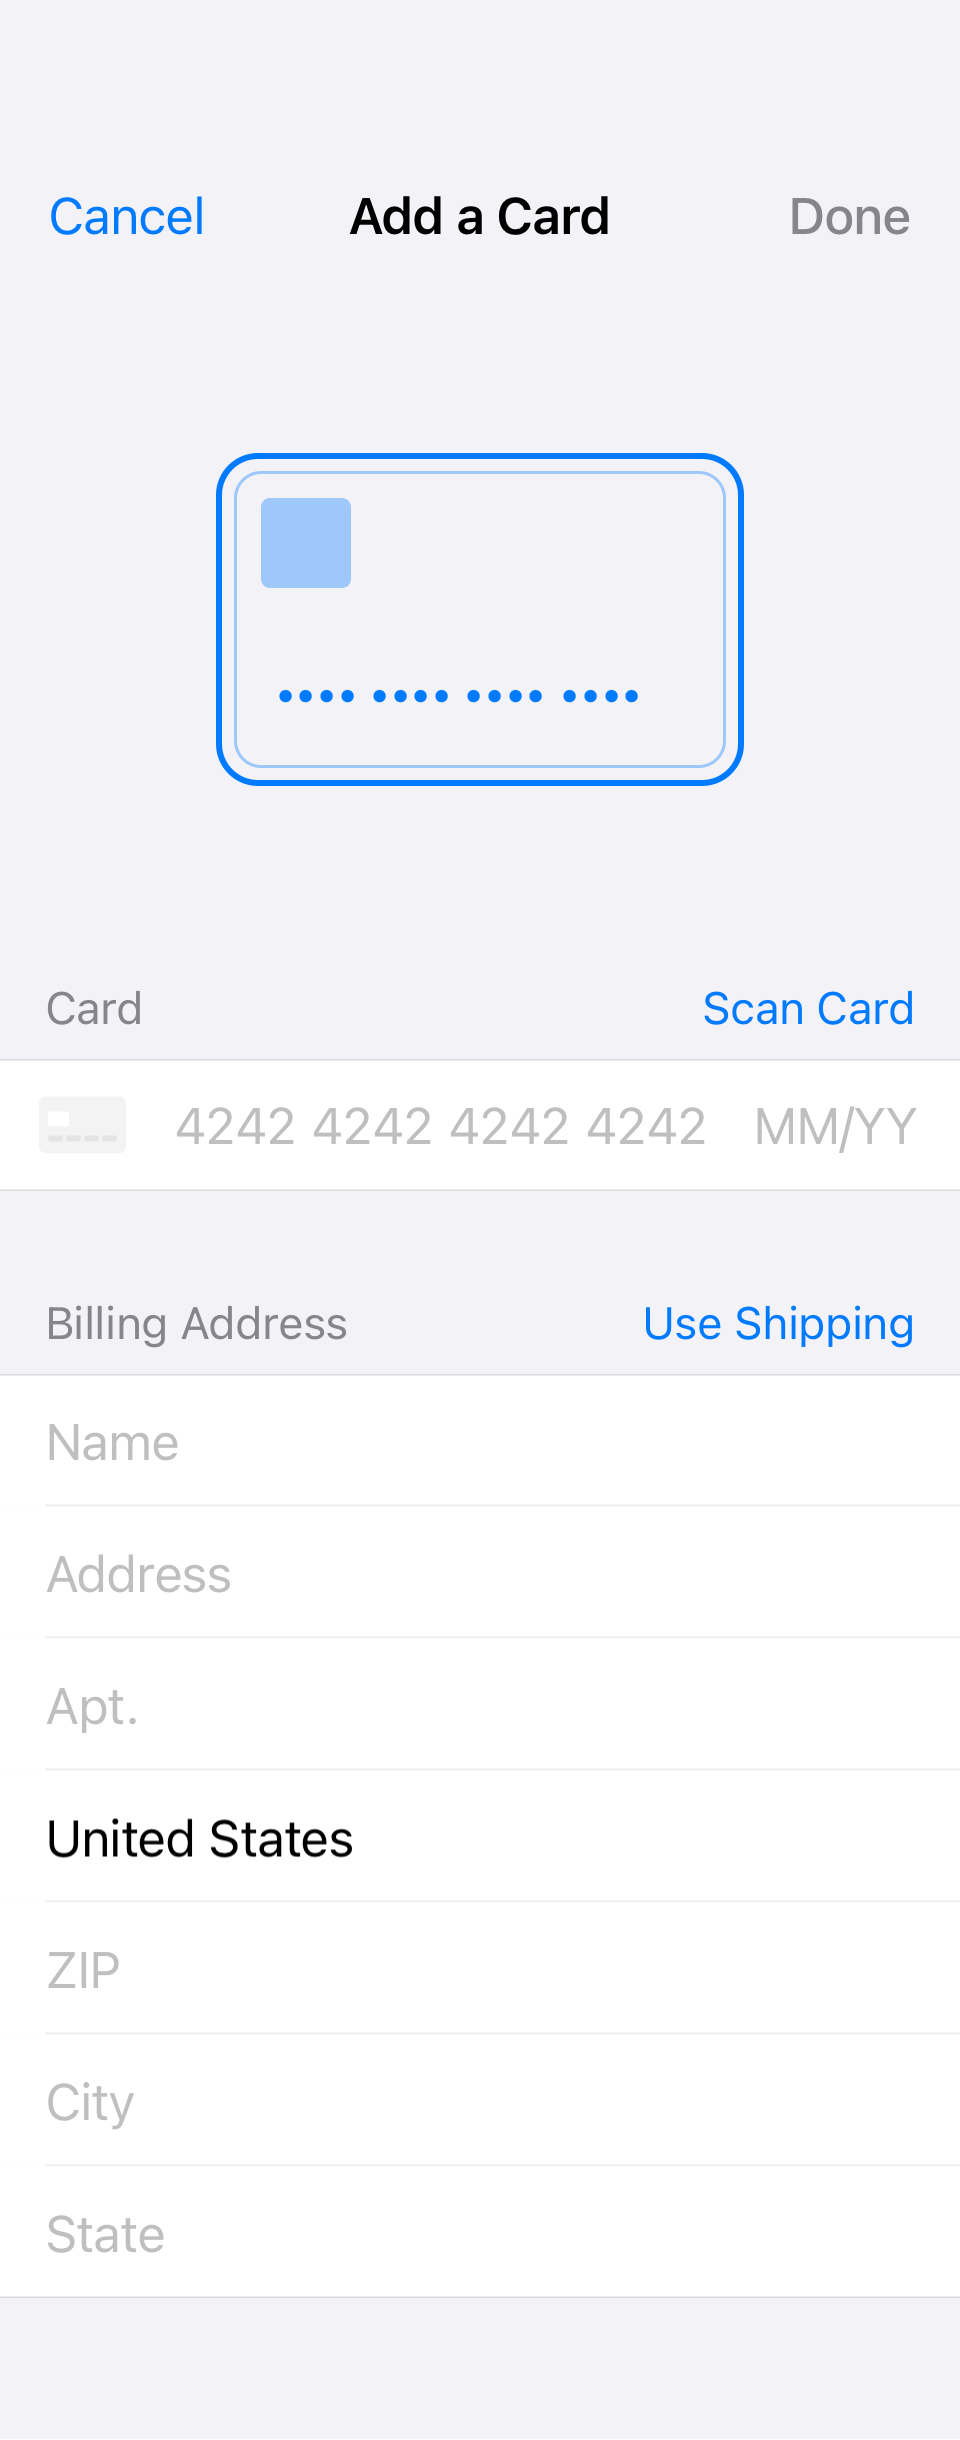 Cancel Add a Card Done
Card Scan Card
4242 4242 4242 4242 MM/YY
Billing Address Use Shipping
Name
Address
Apt.
United States
ZIP
City
State